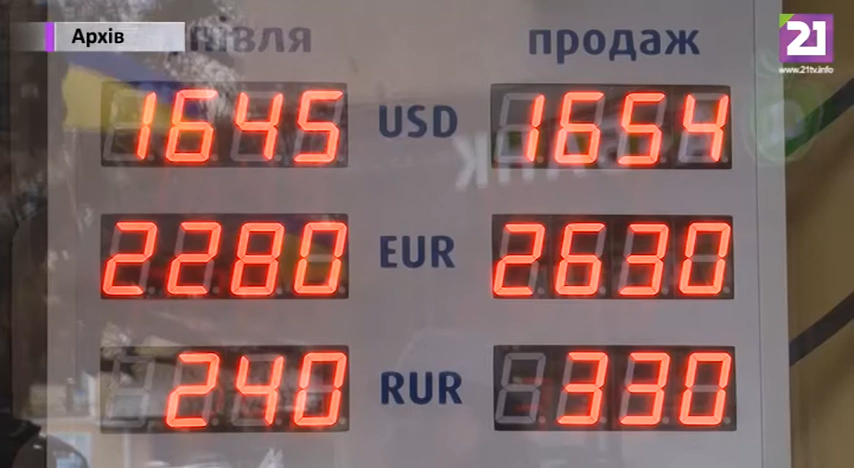 Архів
21
www.21tv.info
півля продаж
1645 USD 1654
2280 EUR 2630
240 RUR 330